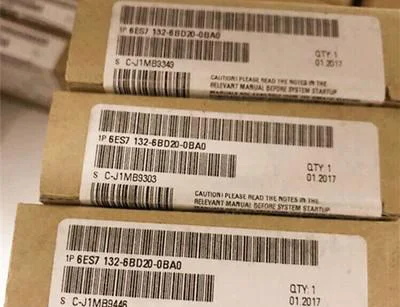 1P 6ES7 132-6BD20-0BA0
QTY: 1
S C-J1MB9349
01.2017
CAUTION! PLEASE READ THE NOTES IN THE
RELEVANT MANUAL BEFORE SYSTEM STARTUP
1P 6ES7 132-6BD20-0BA0
QTY: 1
S C-J1MB9303
01.2017
CAUTION! PLEASE READ THE NOTES IN THE
RELEVANT MANUAL BEFORE SYSTEM STARTUP
1P 6ES7 132-6BD20-0BA0
QTY: 1
S C-J1MB9446
01.2017